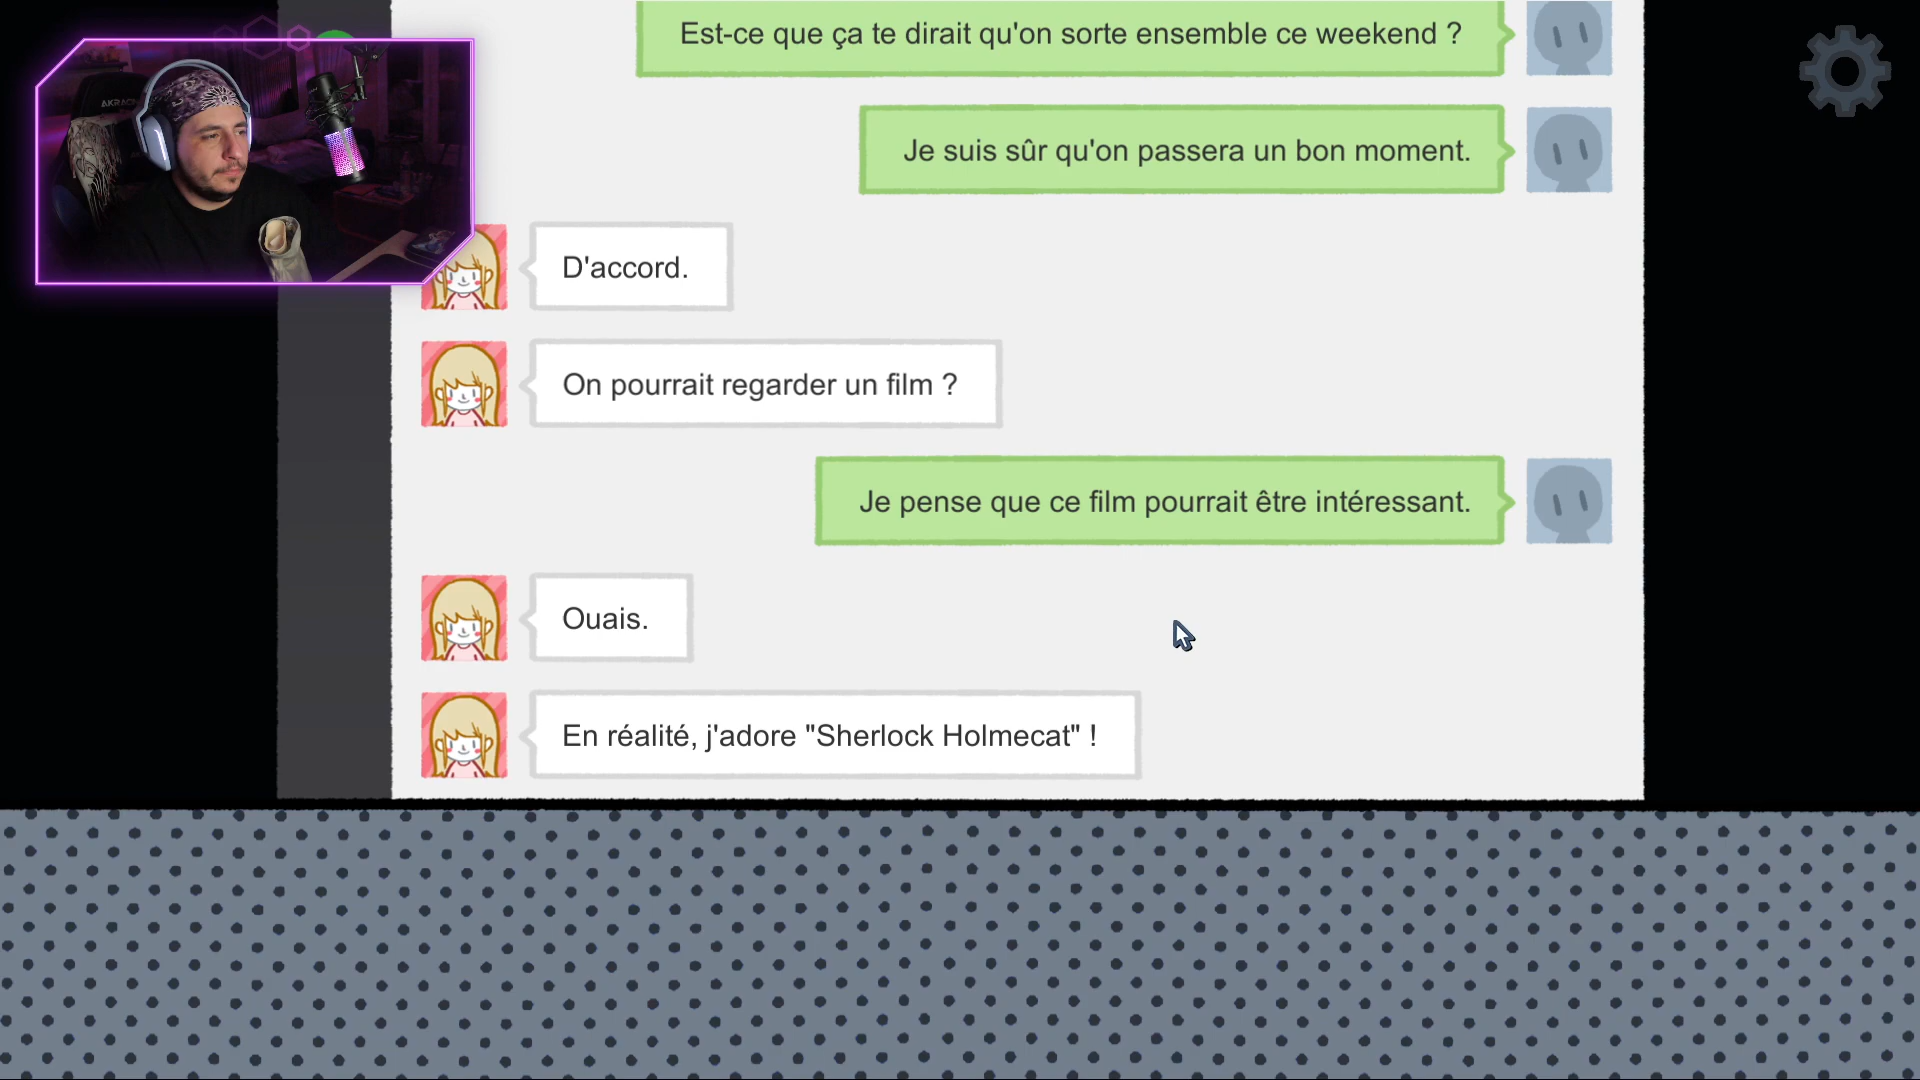 Est-ce que ça te dirait qu'on sorte ensemble ce weekend ?
Je suis sûr qu'on passera un bon moment.
D'accord.
On pourrait regarder un film ?
Je pense que ce film pourrait être intéressant.
Ouais.
En réalité, j'adore "Sherlock Holmecat" !